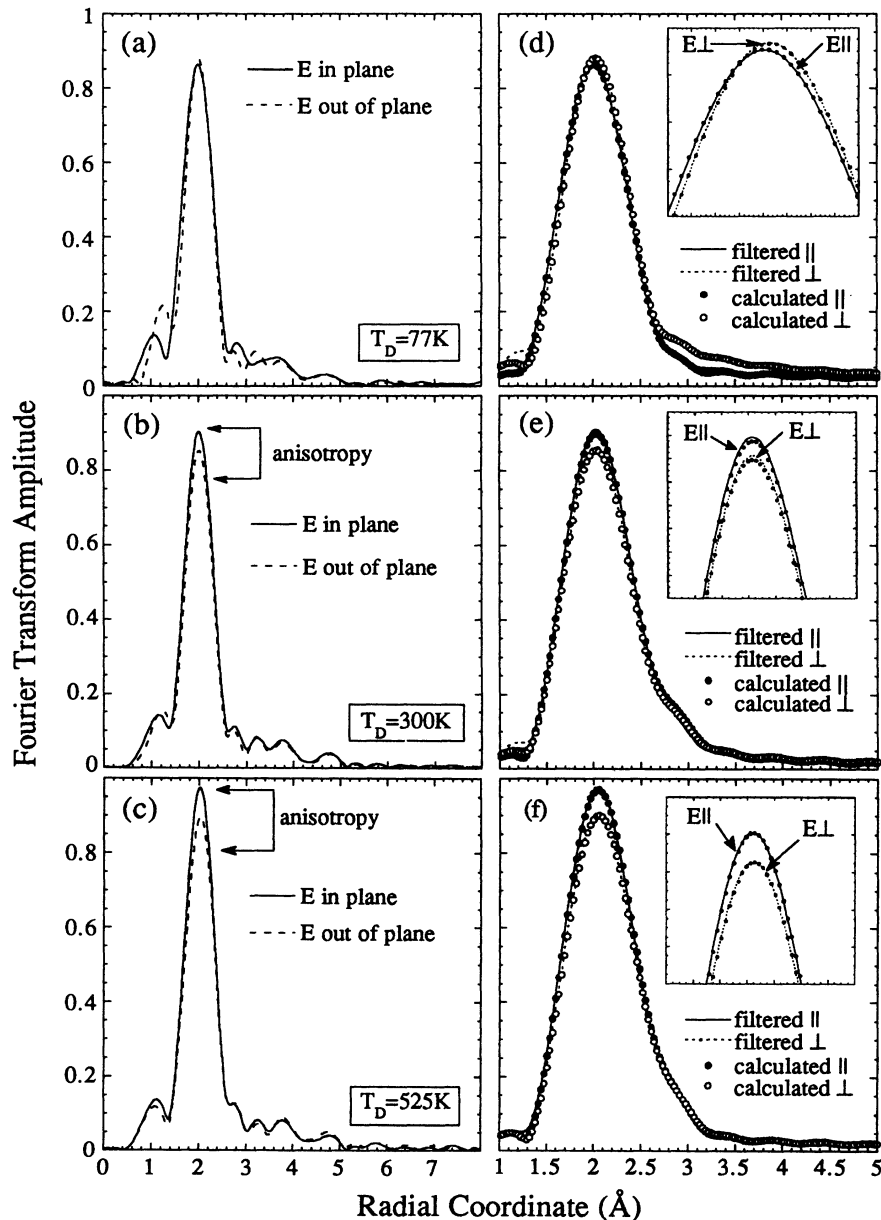 Fourier Transform Amplitude
(a)
1
0.8
0.6
0.4
0.2
0
E in plane
E out of plane
T_D=77K
(b)
0.8
0.6
0.4
0.2
0
anisotropy
E in plane
E out of plane
T_D=300K
(c)
0.8
0.6
0.4
0.2
0
anisotropy
E in plane
E out of plane
T_D=525K
0 1 2 3 4 5 6 7
(d)
E⊥
E||
filtered ||
filtered ⊥
calculated ||
calculated ⊥
(e)
E||
E⊥
filtered ||
filtered ⊥
calculated ||
calculated ⊥
(f)
E||
E⊥
filtered ||
filtered ⊥
calculated ||
calculated ⊥
1 1.5 2 2.5 3 3.5 4 4.5 5
Radial Coordinate (Å)